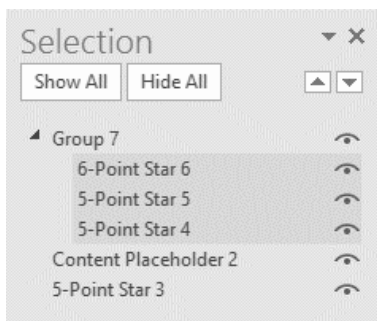 Selection
Show All Hide All
Group 7
6-Point Star 6
5-Point Star 5
5-Point Star 4
Content Placeholder 2
5-Point Star 3